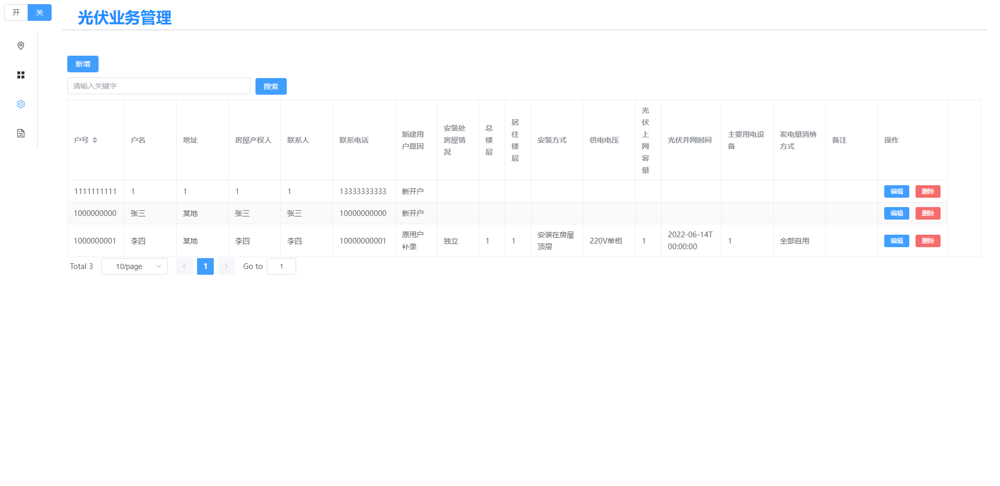 开 关
光伏业务管理
新增
请输入关键字 搜索
户号 户名 地址 房屋产权人 联系人 联系电话 新建用户原因 安装处房屋情况 总楼层 居住楼层 安装方式 供电电压 光伏上网容量 光伏并网时间 主要用电设备 发电量消纳方式 备注 操作
1111111111 1 1 1 1 13333333333 新开户 编辑 删除
1000000000 张三 某地 张三 张三 10000000000 新开户 编辑 删除
1000000001 李四 某地 李四 李四 10000000001 原用户补录 独立 1 1 安装在房屋顶层 220V单相 1 2022-06-14T00:00:00 1 全部自用 编辑 删除
Total 3 10/page 1 Go to 1